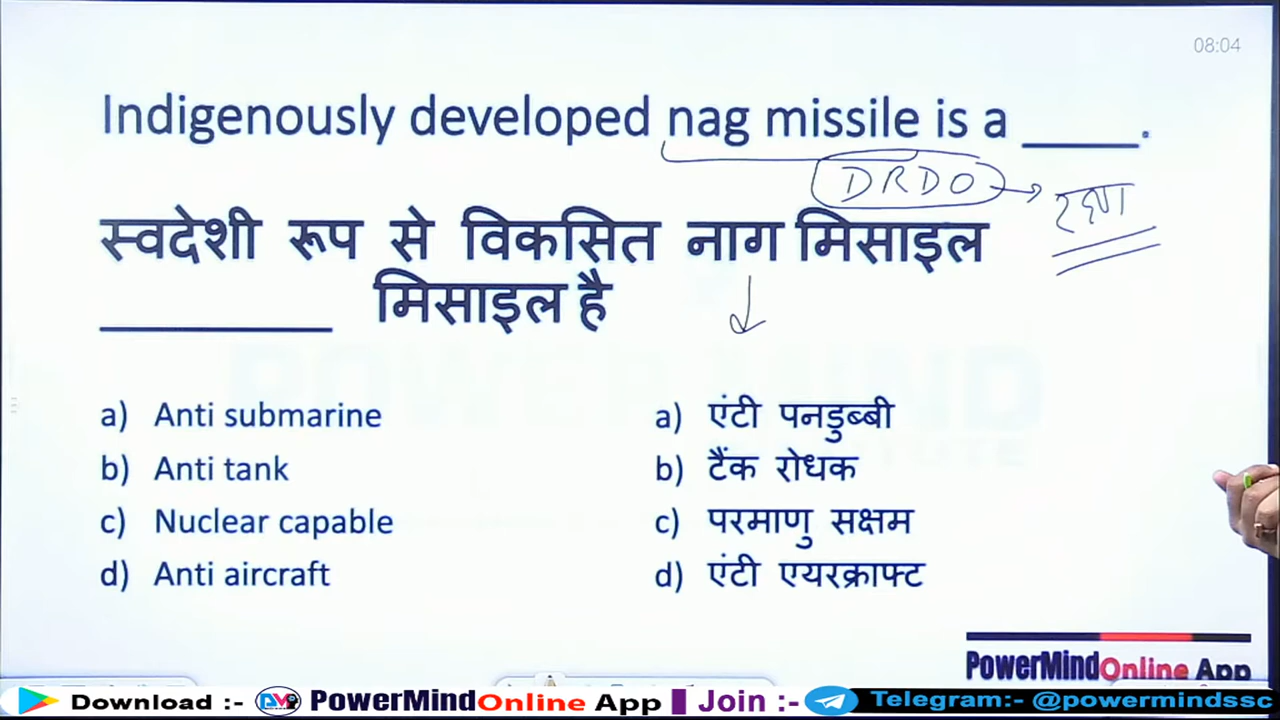 08:04
Indigenously developed nag missile is a _____.
DRDO
रक्षा
स्वदेशी रूप से विकसित नाग मिसाइल
__________ मिसाइल है
a) Anti submarine
b) Anti tank
c) Nuclear capable
d) Anti aircraft
a) एंटी पनडुब्बी
b) टैंक रोधक
c) परमाणु सक्षम
d) एंटी एयरक्राफ्ट
PowerMindOnline App
Download :- PowerMindOnline App Join :- Telegram:- @powermindssc